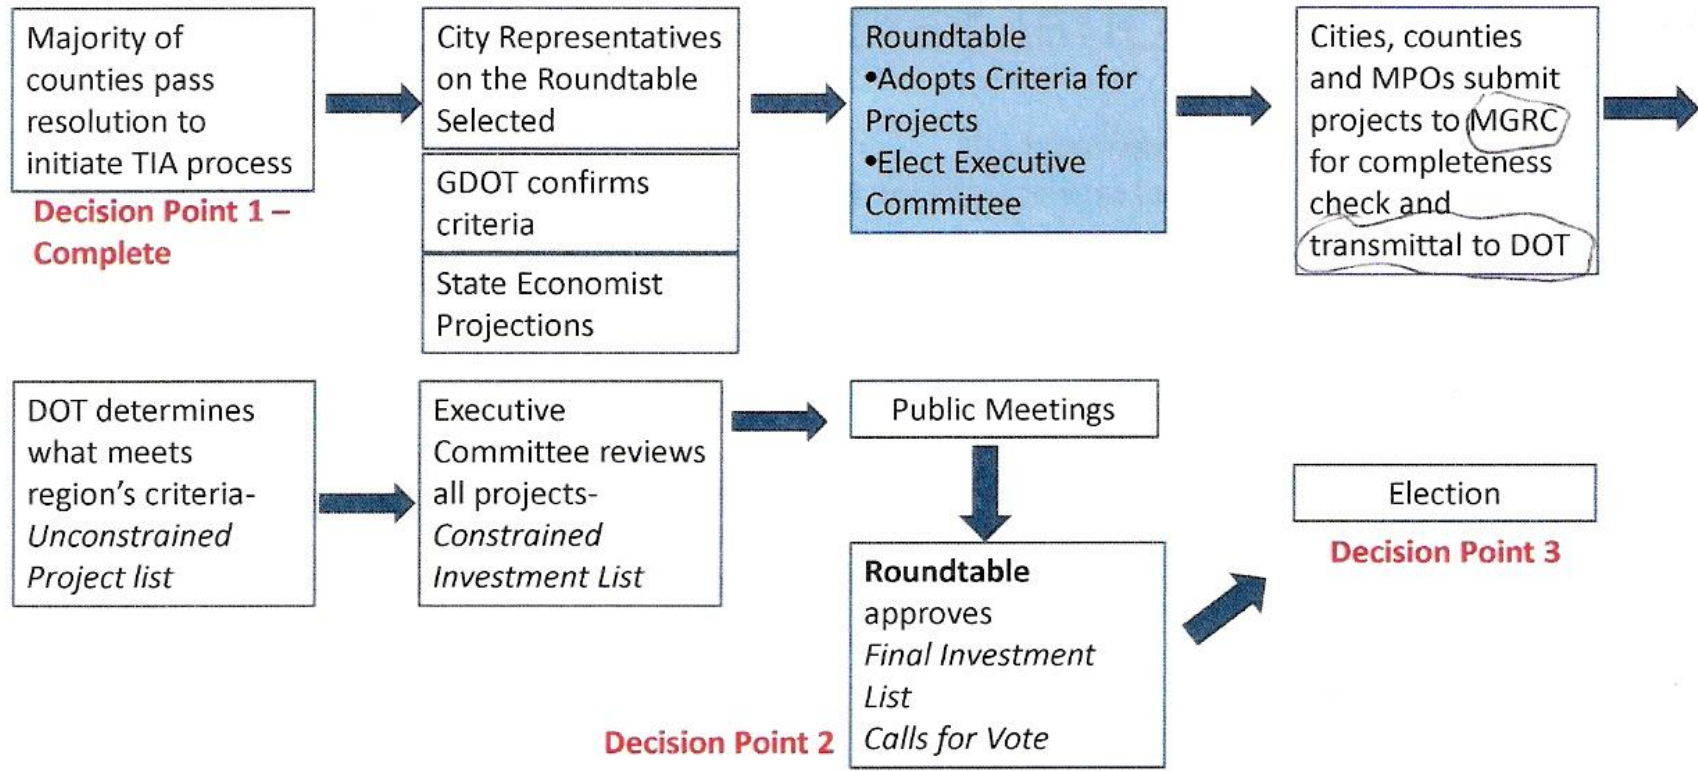 Majority of
counties pass
resolution to
initiate TIA process
Decision Point 1 –
Complete
City Representatives
on the Roundtable
Selected
GDOT confirms
criteria
State Economist
Projections
Roundtable
•Adopts Criteria for
Projects
•Elect Executive
Committee
Cities, counties
and MPOs submit
projects to MGRC
for completeness
check and
transmittal to DOT
DOT determines
what meets
region's criteria-
Unconstrained
Project list
Executive
Committee reviews
all projects-
Constrained
Investment List
Public Meetings
Roundtable
approves
Final Investment
List
Calls for Vote
Decision Point 2
Election
Decision Point 3